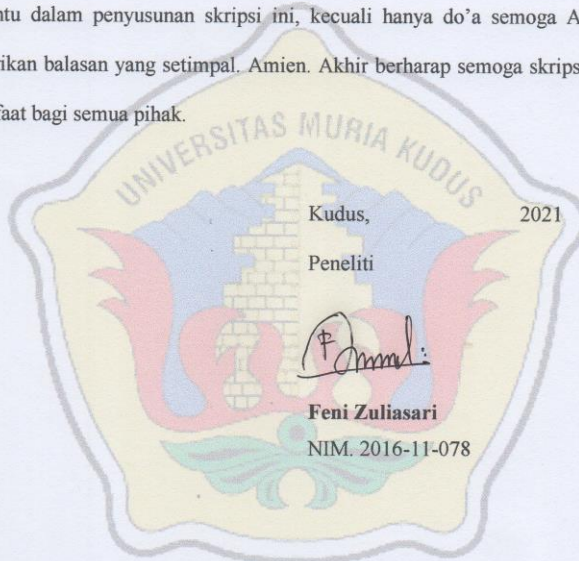 ntu dalam penyusunan skripsi ini, kecuali hanya do’a semoga A
rikan balasan yang setimpal. Amien. Akhir berharap semoga skrips
faat bagi semua pihak.
UNIVERSITAS MURIA KUDUS
Kudus, 2021
Peneliti
Feni Zuliasari
NIM. 2016-11-078